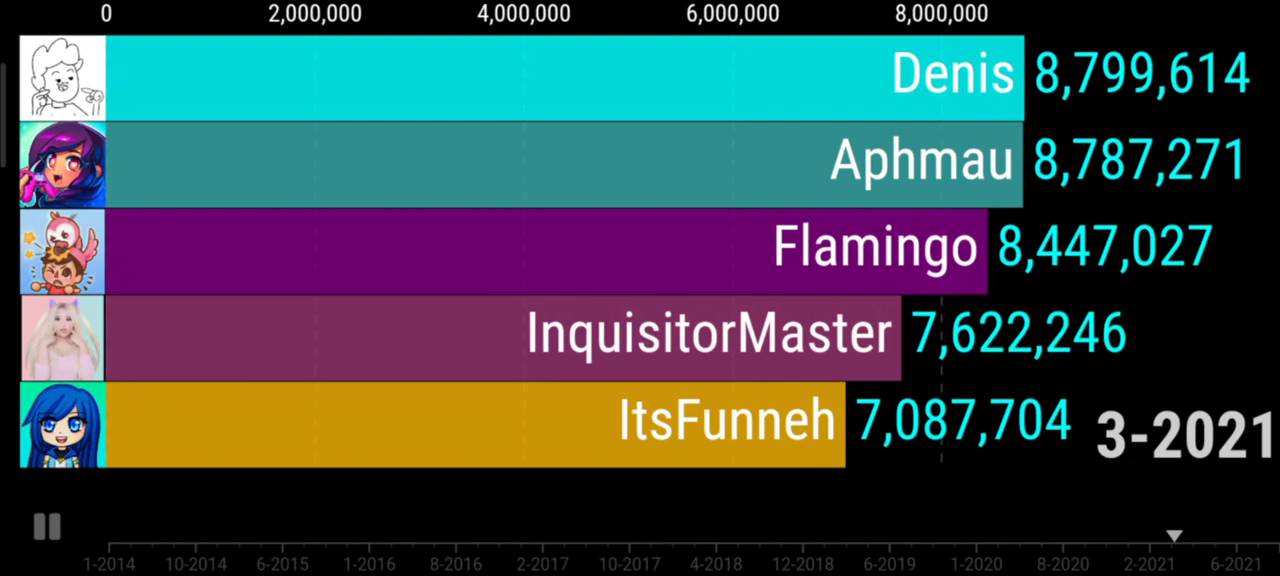 0 2,000,000 4,000,000 6,000,000 8,000,000
Denis 8,799,614
Aphmau 8,787,271
Flamingo 8,447,027
InquisitorMaster 7,622,246
ItsFunneh 7,087,704
3-2021
1-2014 10-2014 6-2015 1-2016 8-2016 2-2017 10-2017 4-2018 12-2018 6-2019 1-2020 8-2020 2-2021 6-2021